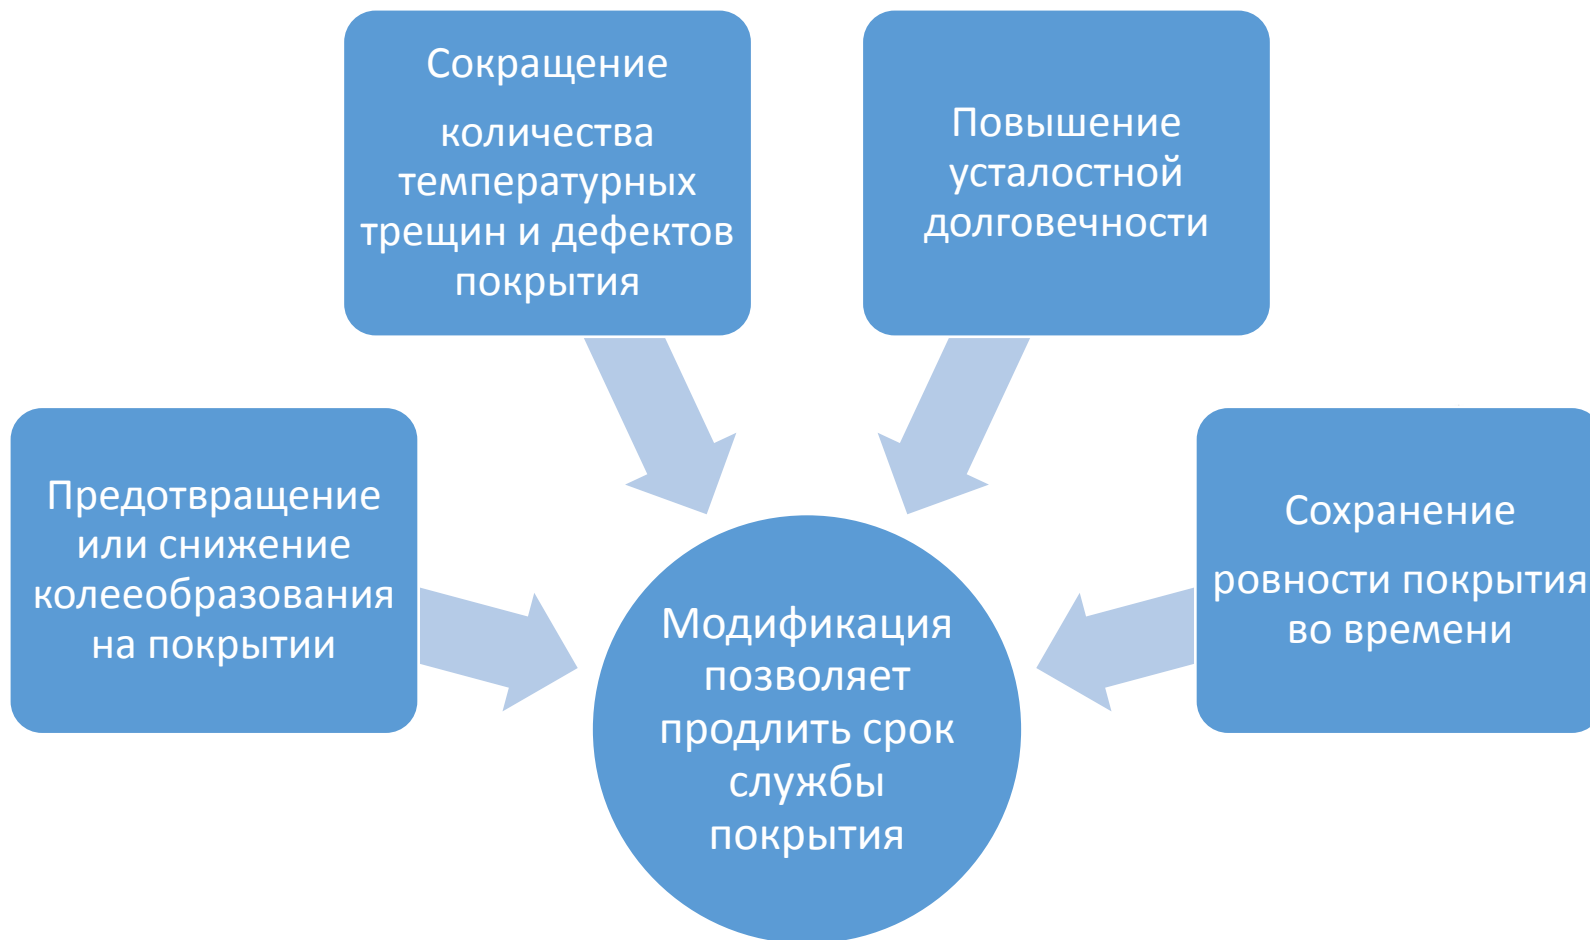 Сокращение
количества
температурных
трещин и дефектов
покрытия
Повышение
усталостной
долговечности
Предотвращение
или снижение
колееобразования
на покрытии
Сохранение
ровности покрытия
во времени
Модификация
позволяет
продлить срок
службы
покрытия